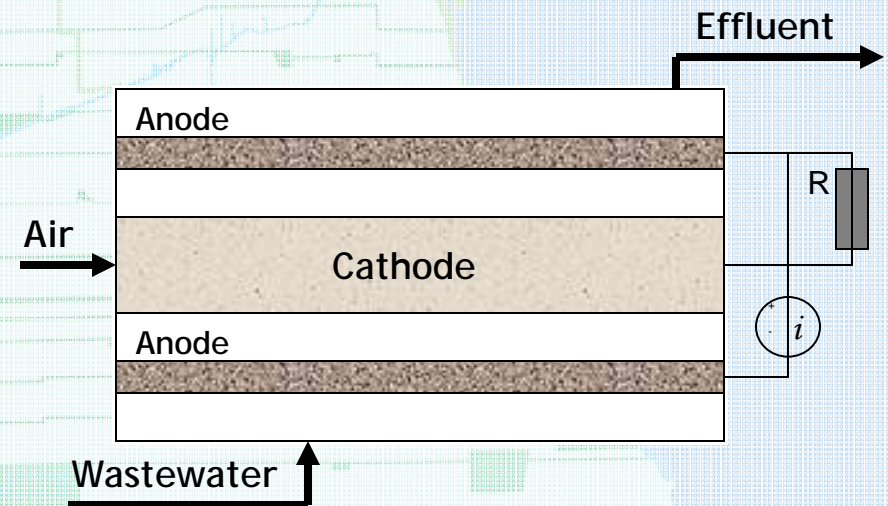 Effluent
Anode
R
Air
Cathode
+
-
i
Anode
Wastewater